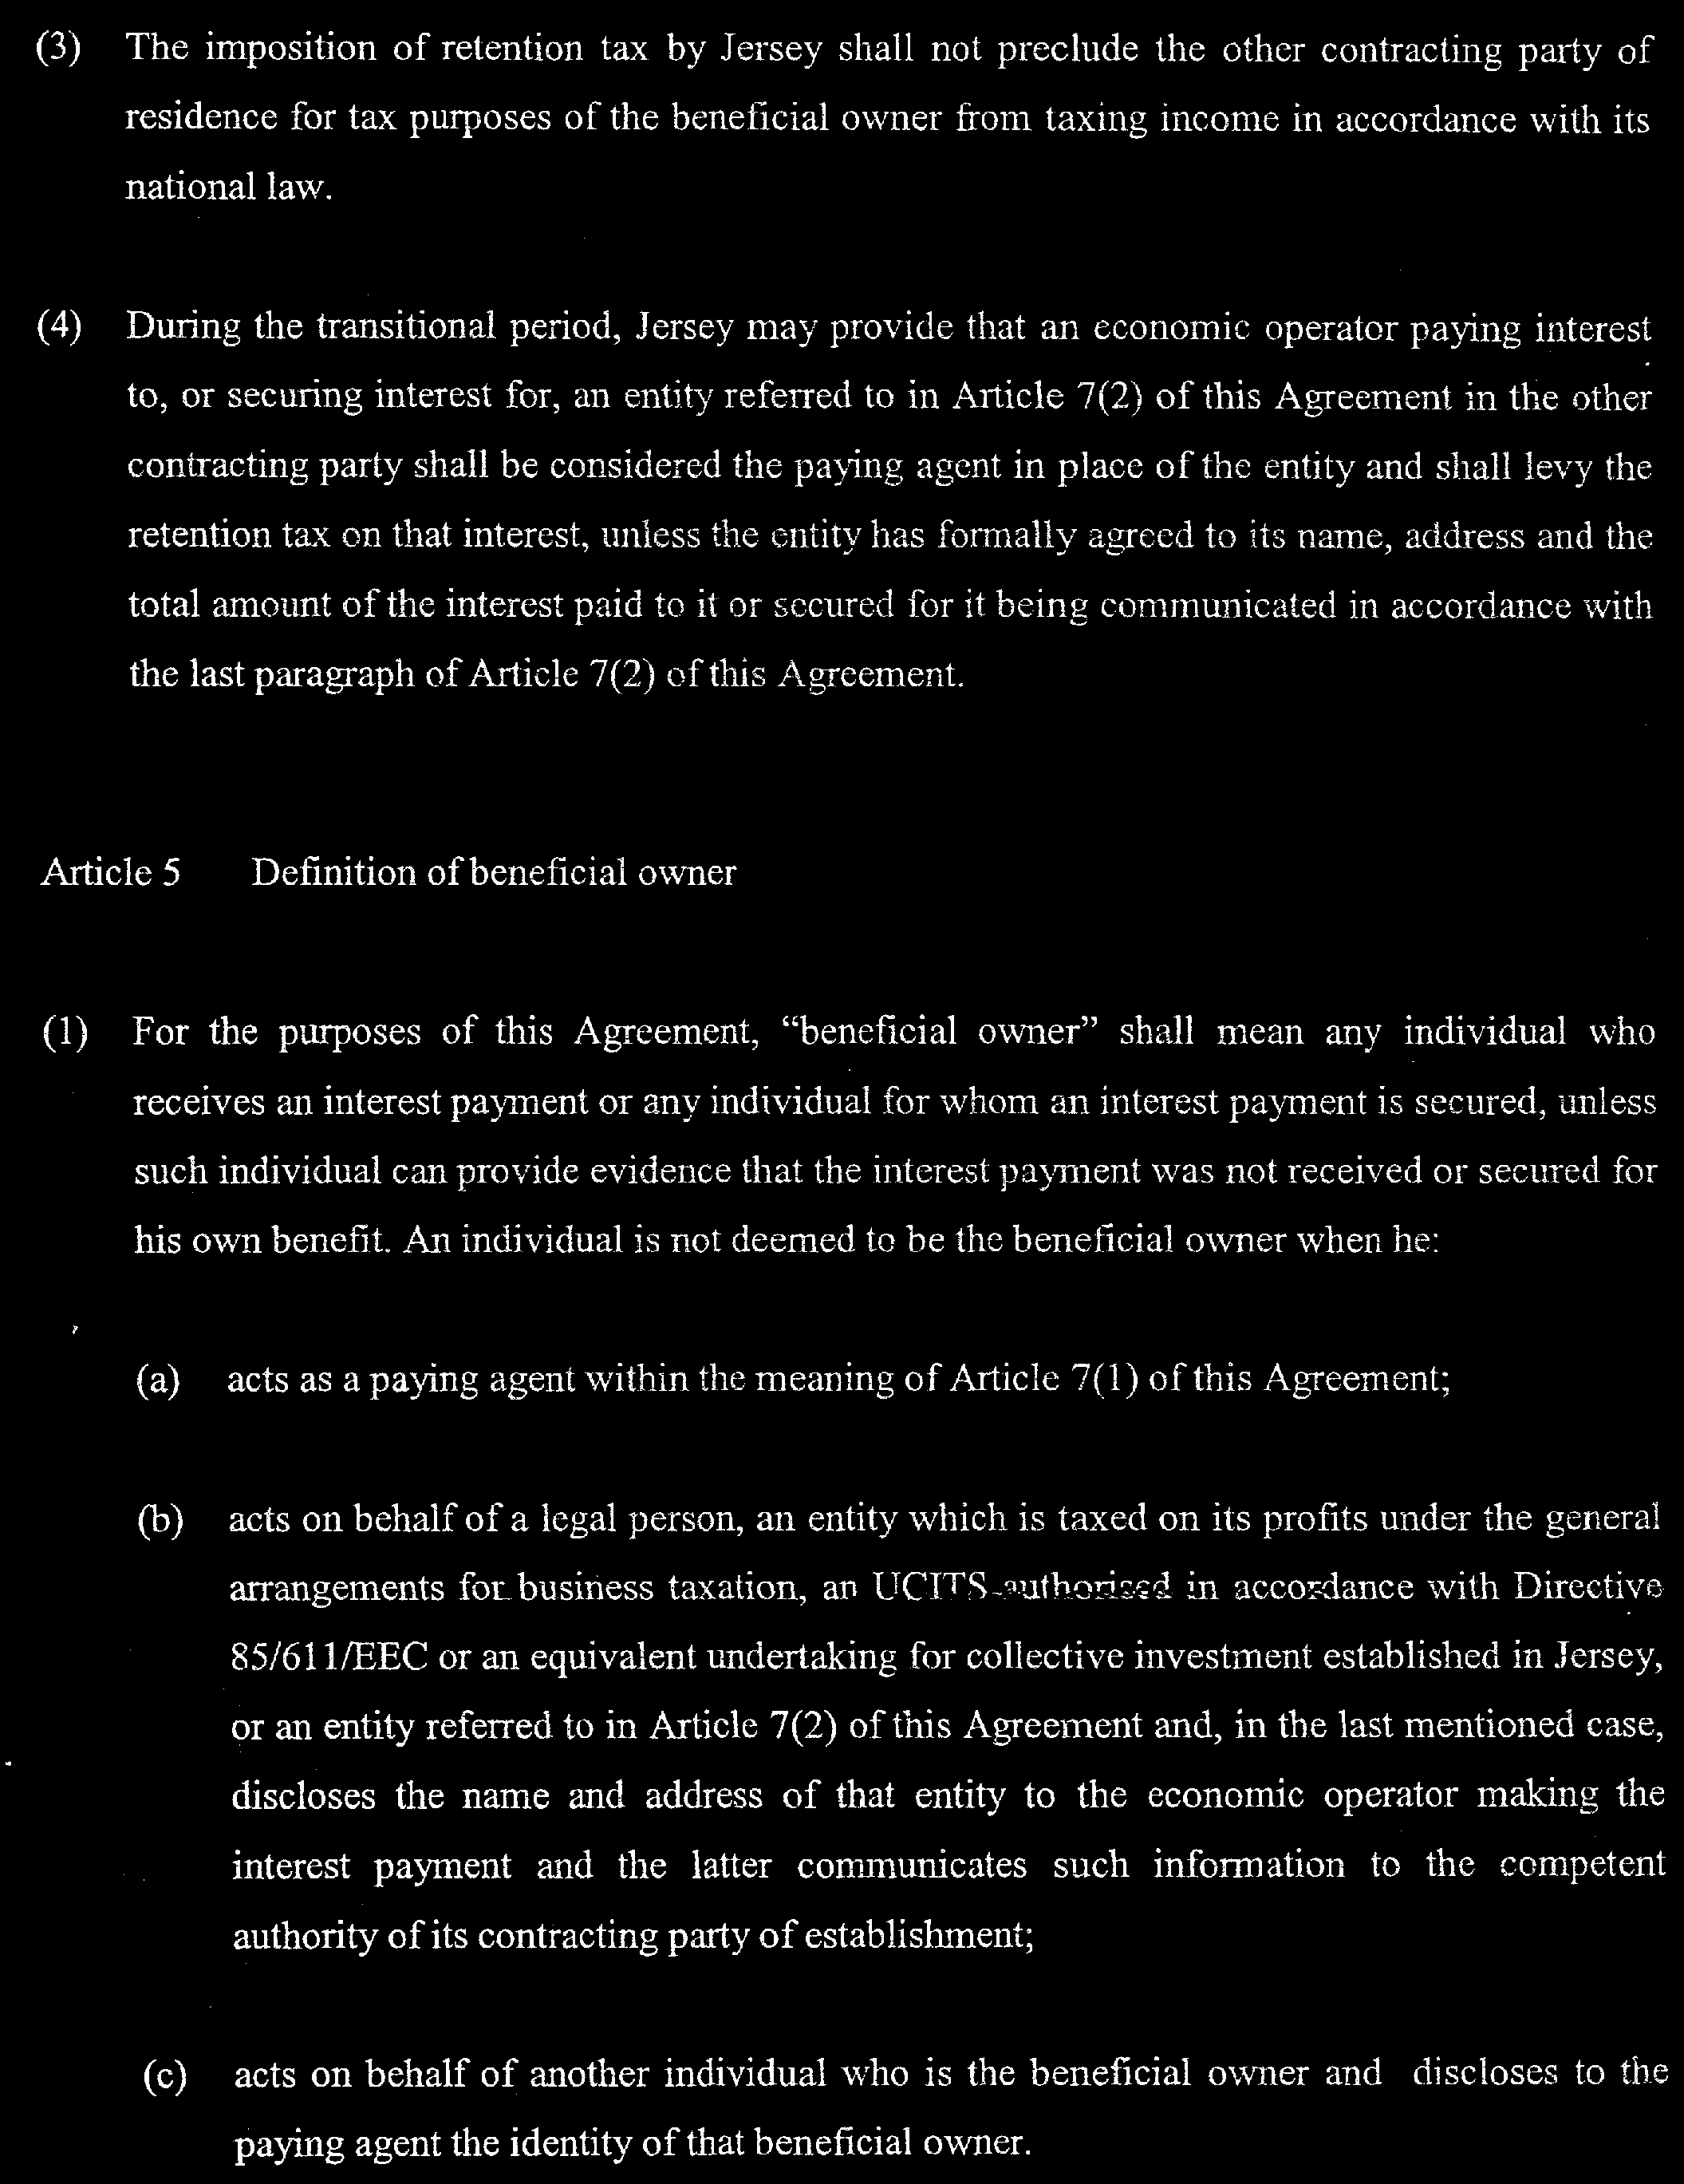 (3) The imposition of retention tax by Jersey shall not preclude the other contracting party of
residence for tax purposes of the beneficial owner from taxing income in accordance with its
national law.
(4) During the transitional period, Jersey may provide that an economic operator paying interest
to, or securing interest for, an entity referred to in Article 7(2) of this Agreement in the other
contracting party shall be considered the paying agent in place of the entity and shall levy the
retention tax on that interest, unless the entity has formally agreed to its name, address and the
total amount of the interest paid to it or secured for it being communicated in accordance with
the last paragraph of Article 7(2) of this Agreement.
Article 5 Definition of beneficial owner
(1) For the purposes of this Agreement, “beneficial owner” shall mean any individual who
receives an interest payment or any individual for whom an interest payment is secured, unless
such individual can provide evidence that the interest payment was not received or secured for
his own benefit. An individual is not deemed to be the beneficial owner when he:
(a) acts as a paying agent within the meaning of Article 7(1) of this Agreement;
(b) acts on behalf of a legal person, an entity which is taxed on its profits under the general
arrangements for business taxation, an UCITS authorised in accordance with Directive
85/611/EEC or an equivalent undertaking for collective investment established in Jersey,
or an entity referred to in Article 7(2) of this Agreement and, in the last mentioned case,
discloses the name and address of that entity to the economic operator making the
interest payment and the latter communicates such information to the competent
authority of its contracting party of establishment;
(c) acts on behalf of another individual who is the beneficial owner and discloses to the
paying agent the identity of that beneficial owner.